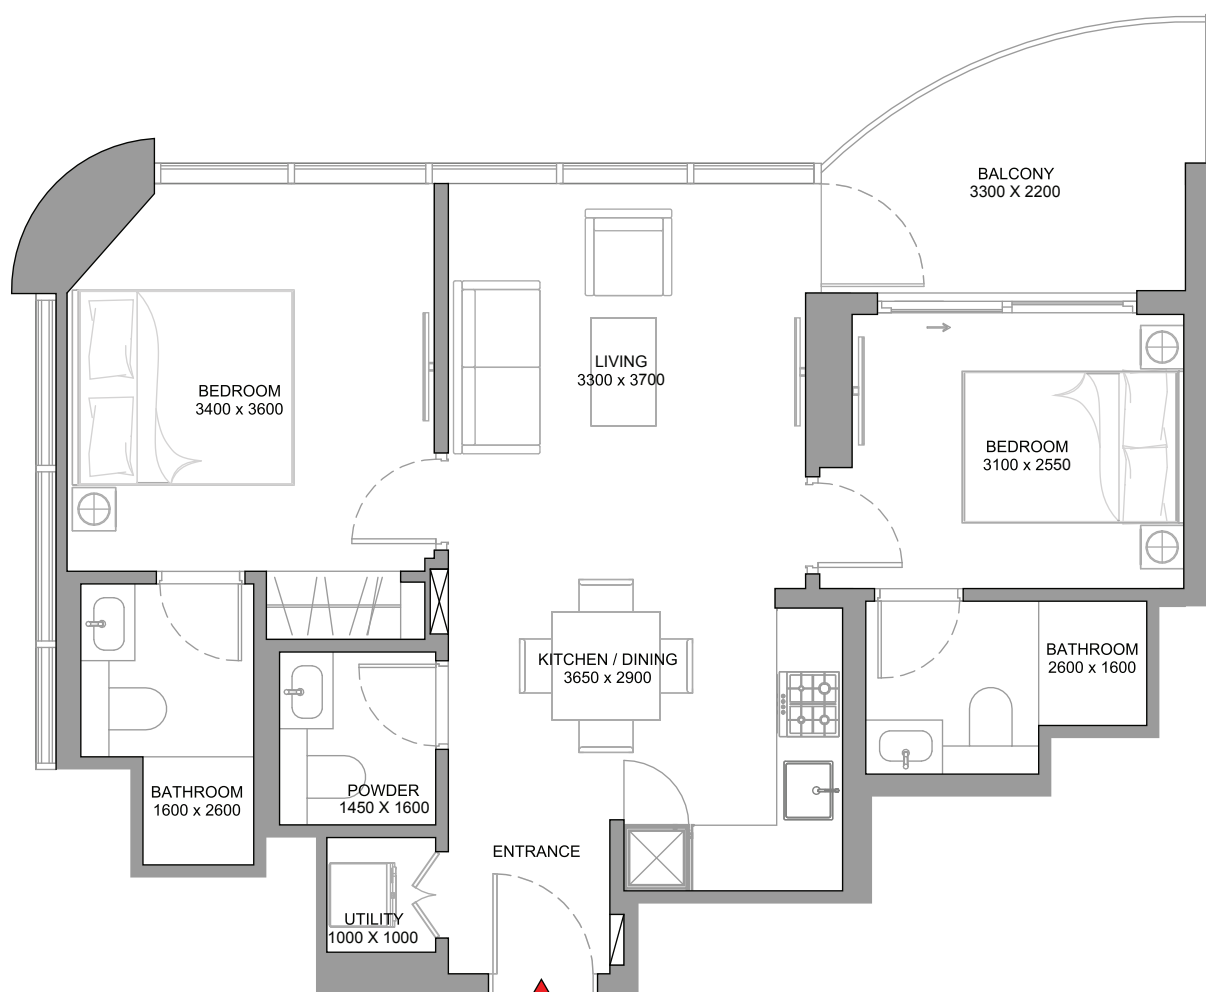 BALCONY
3300 X 2200
LIVING
3300 x 3700
BEDROOM
3400 x 3600
BEDROOM
3100 x 2550
KITCHEN / DINING
3650 x 2900
BATHROOM
2600 x 1600
BATHROOM
1600 x 2600
POWDER
1450 X 1600
ENTRANCE
UTILITY
1000 X 1000